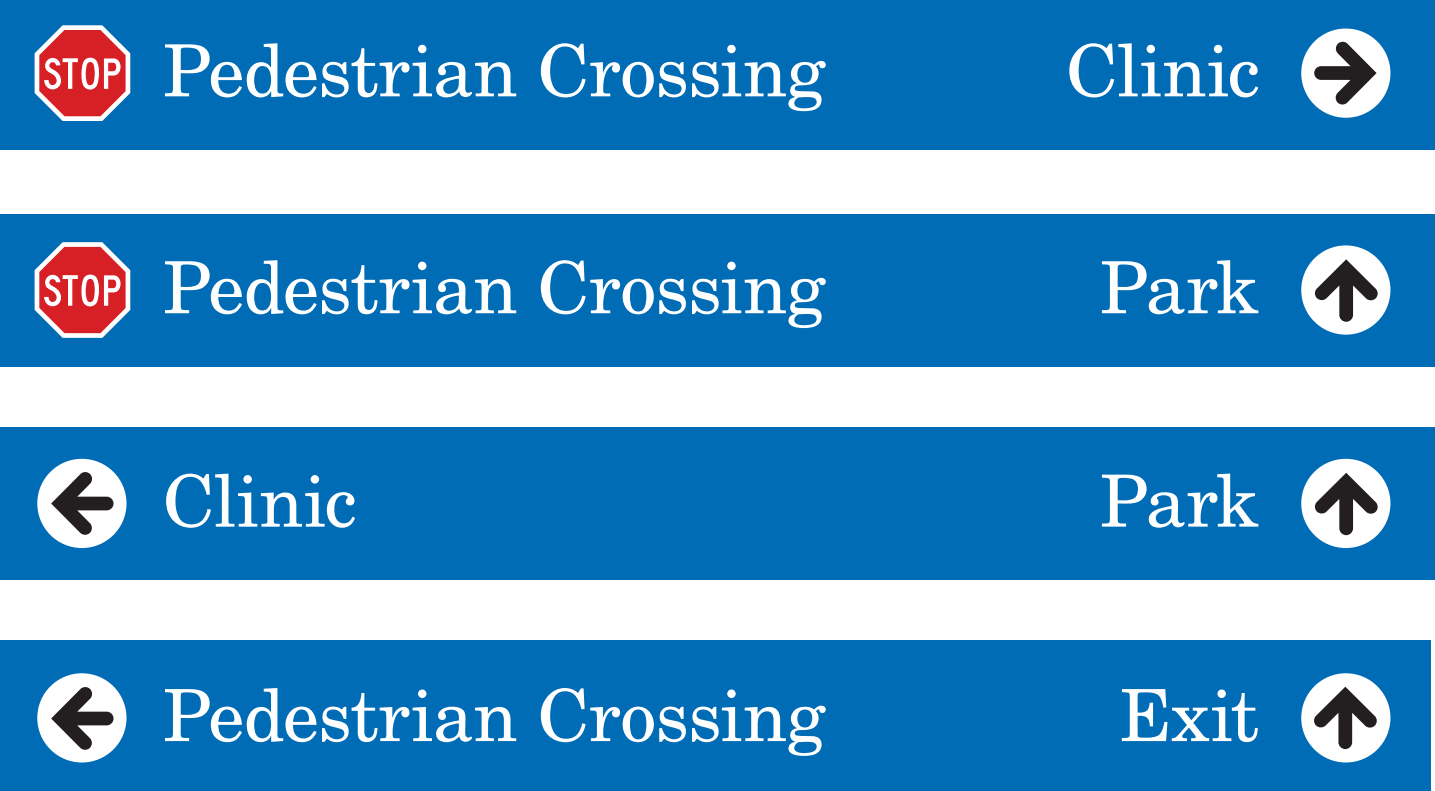 STOP Pedestrian Crossing Clinic
STOP Pedestrian Crossing Park
Clinic Park
Pedestrian Crossing Exit